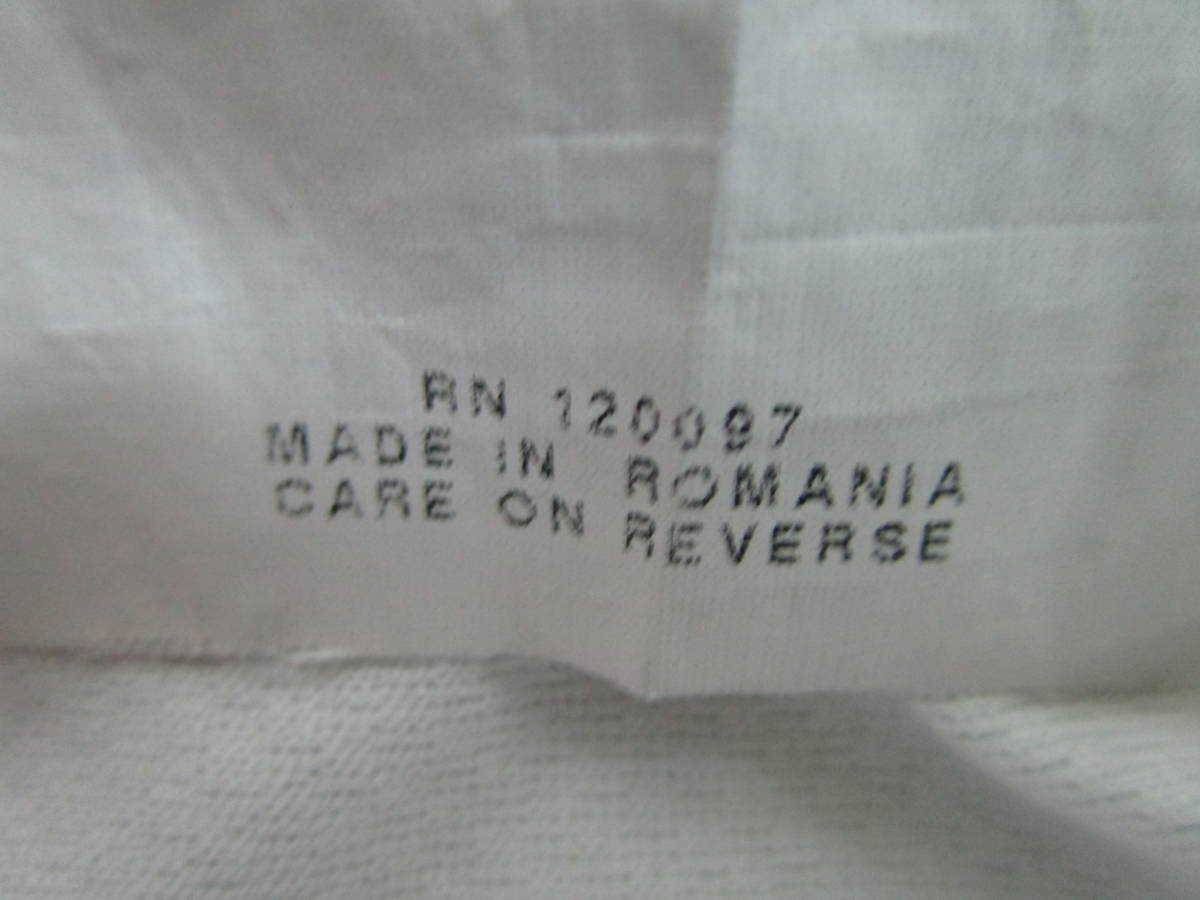 RN 120097
MADE IN ROMANIA
CARE ON REVERSE